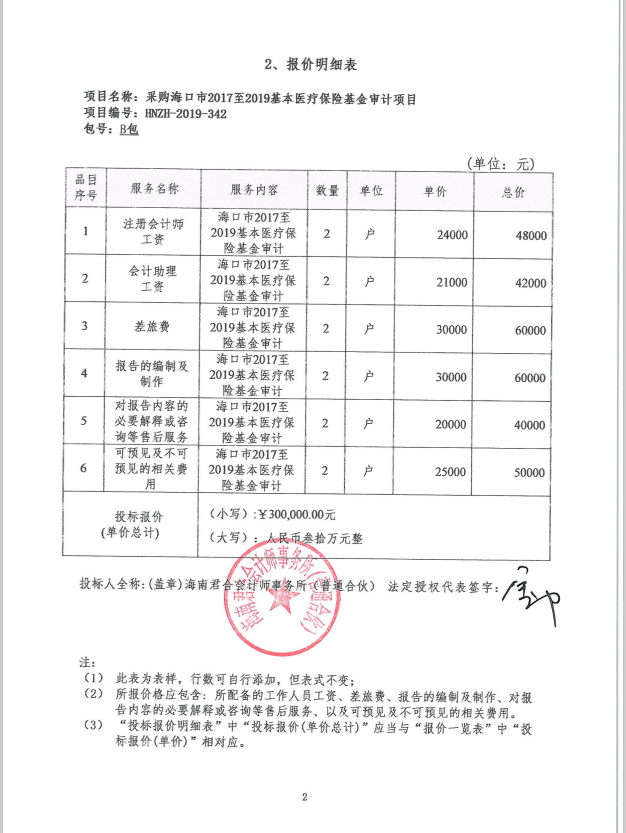 2、报价明细表
项目名称：采购海口市2017至2019基本医疗保险基金审计项目
项目编号：HNZH-2019-342
包号：B包
（单位：元）
品目
序号
服务名称
服务内容
数量
单位
单价
总价
1
注册会计师
工资
海口市2017至
2019基本医疗保
险基金审计
2
户
24000
48000
2
会计助理
工资
海口市2017至
2019基本医疗保
险基金审计
2
户
21000
42000
3
差旅费
海口市2017至
2019基本医疗保
险基金审计
2
户
30000
60000
4
报告的编制及
制作
海口市2017至
2019基本医疗保
险基金审计
2
户
30000
60000
5
对报告内容的
必要解释或咨
询等售后服务
海口市2017至
2019基本医疗保
险基金审计
2
户
20000
40000
6
可预见及不可
预见的相关费
用
海口市2017至
2019基本医疗保
险基金审计
2
户
25000
50000
投标报价
(单价总计)
（小写）:￥300,000.00元
（大写）：人民币叁拾万元整
投标人全称:(盖章)海南君合会计师事务所（普通合伙） 法定授权代表签字：
注：
（1） 此表为表样，行数可自行添加，但表式不变；
（2） 所报价格应包含：所配备的工作人员工资、差旅费、报告的编制及制作、对报
告内容的必要解释或咨询等售后服务、以及可预见及不可预见的相关费用。
（3） “投标报价明细表”中“投标报价(单价总计)”应当与“报价一览表”中“投
标报价(单价)”相对应。
2